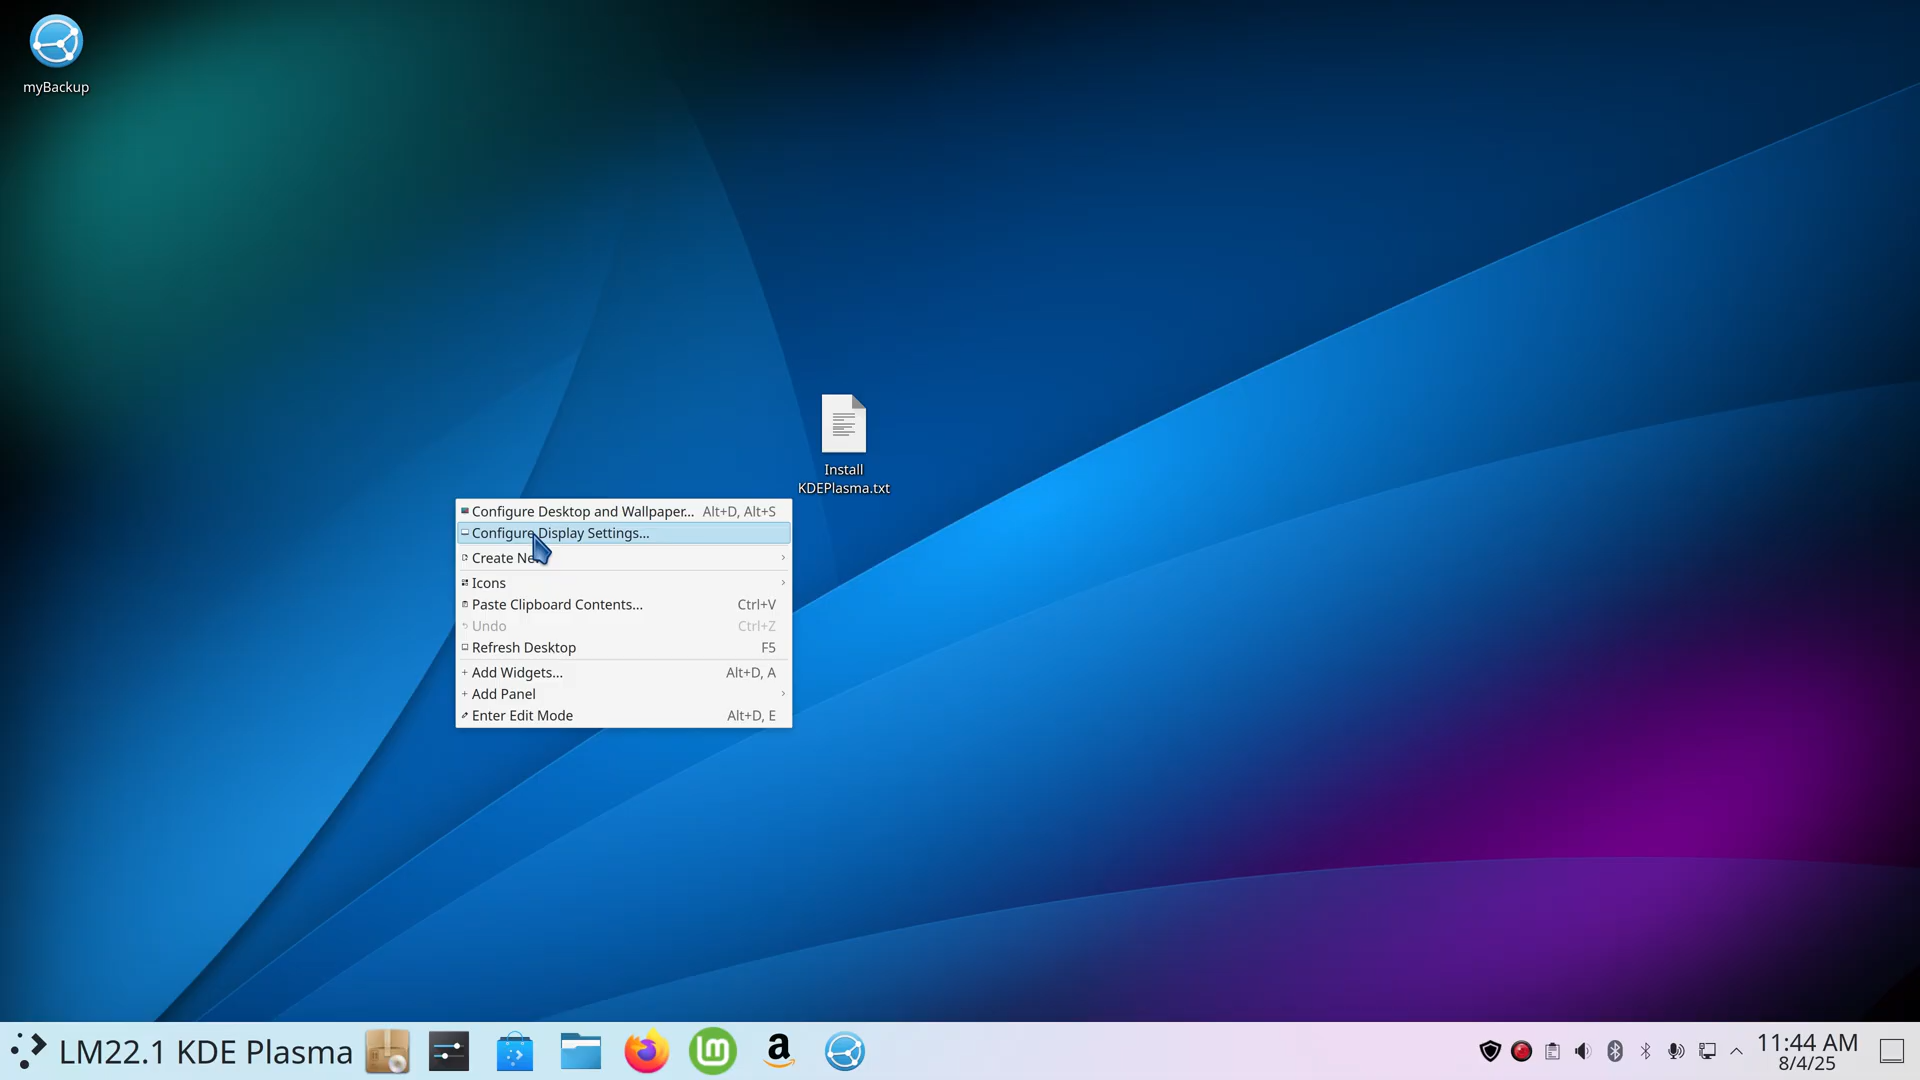 myBackup
Install
KDEPlasma.txt
Configure Desktop and Wallpaper... Alt+D, Alt+S
Configure Display Settings...
Create Ne
Icons
Paste Clipboard Contents... Ctrl+V
Undo Ctrl+Z
Refresh Desktop F5
Add Widgets... Alt+D, A
Add Panel
Enter Edit Mode Alt+D, E
LM22.1 KDE Plasma
lm
a
11:44 AM
8/4/25